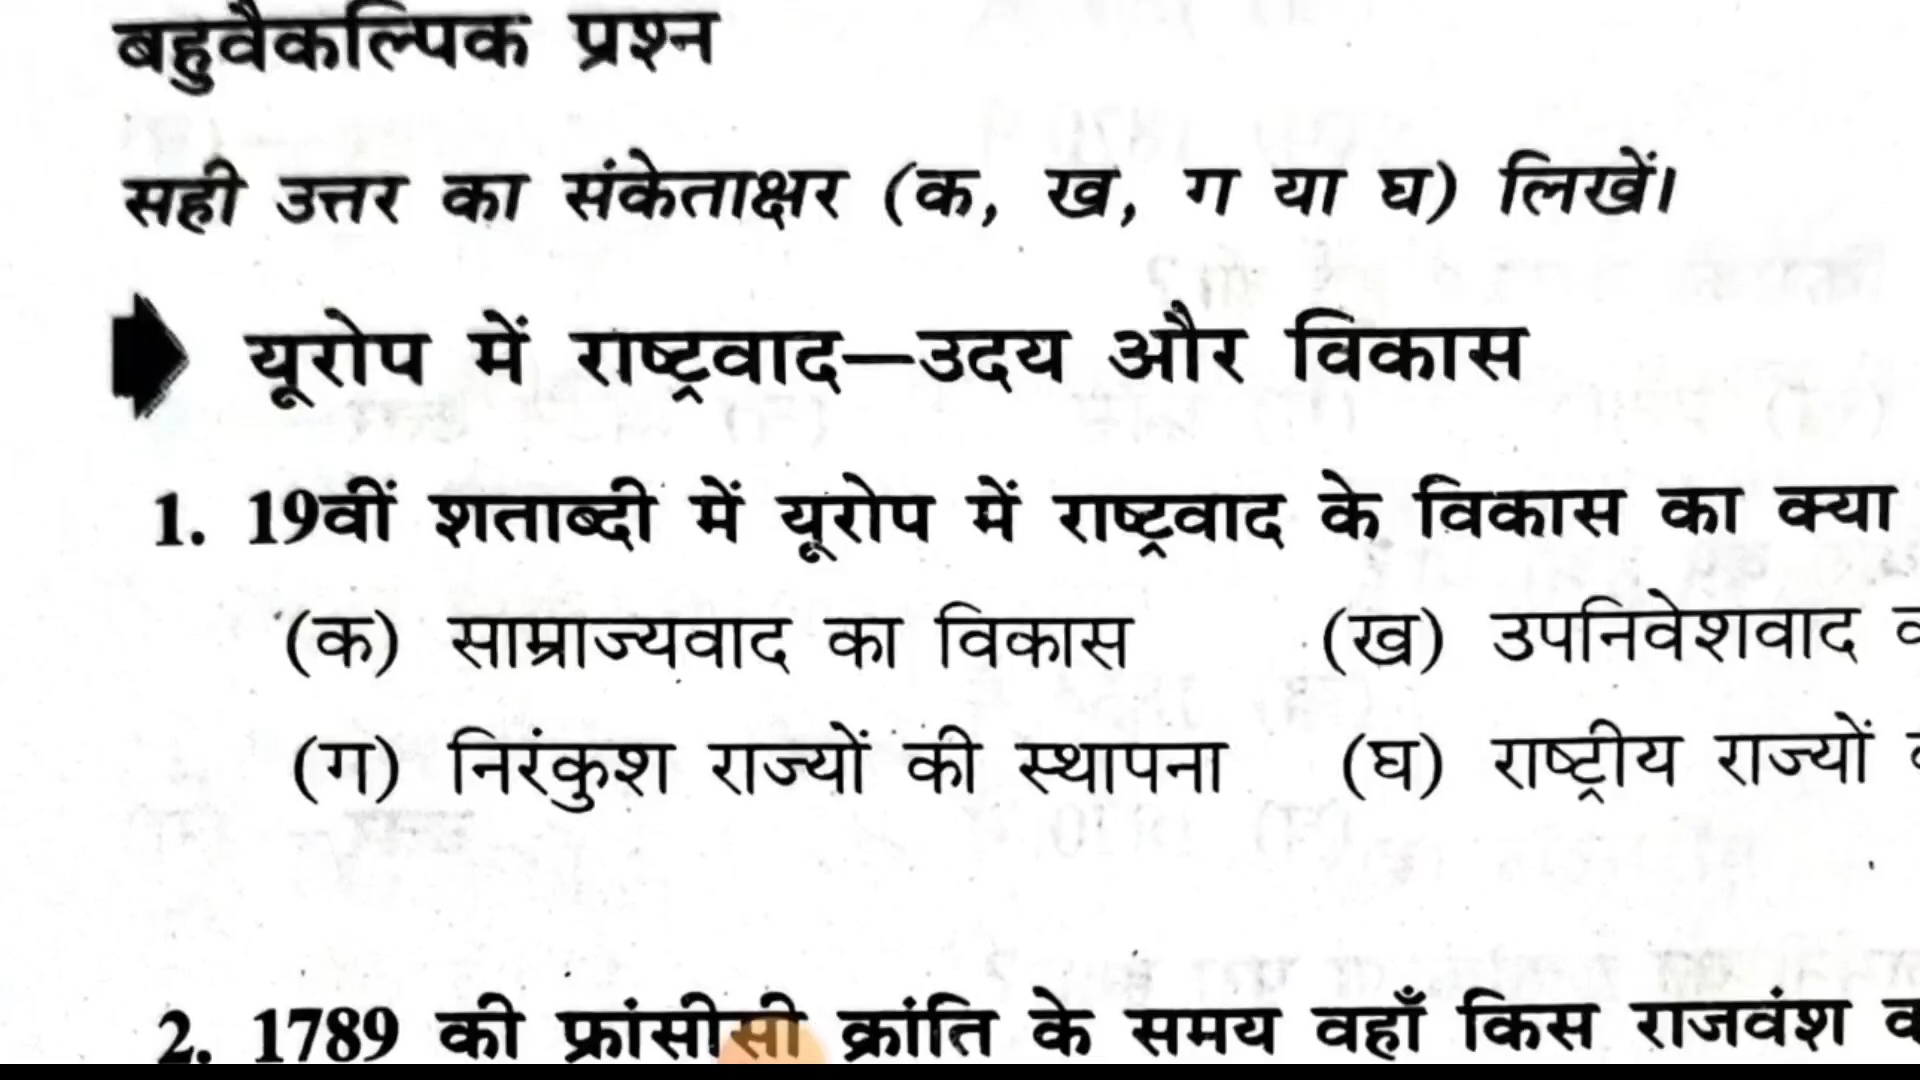 बहुवैकल्पिक प्रश्न
सही उत्तर का संकेताक्षर (क, ख, ग या घ) लिखें।
यूरोप में राष्ट्रवाद—उदय और विकास
1. 19वीं शताब्दी में यूरोप में राष्ट्रवाद के विकास का क्या
(क) साम्राज्यवाद का विकास (ख) उपनिवेशवाद
(ग) निरंकुश राज्यों की स्थापना (घ) राष्ट्रीय राज्यों
2. 1789 की फ्रांसीसी क्रांति के समय वहाँ किस राजवंश